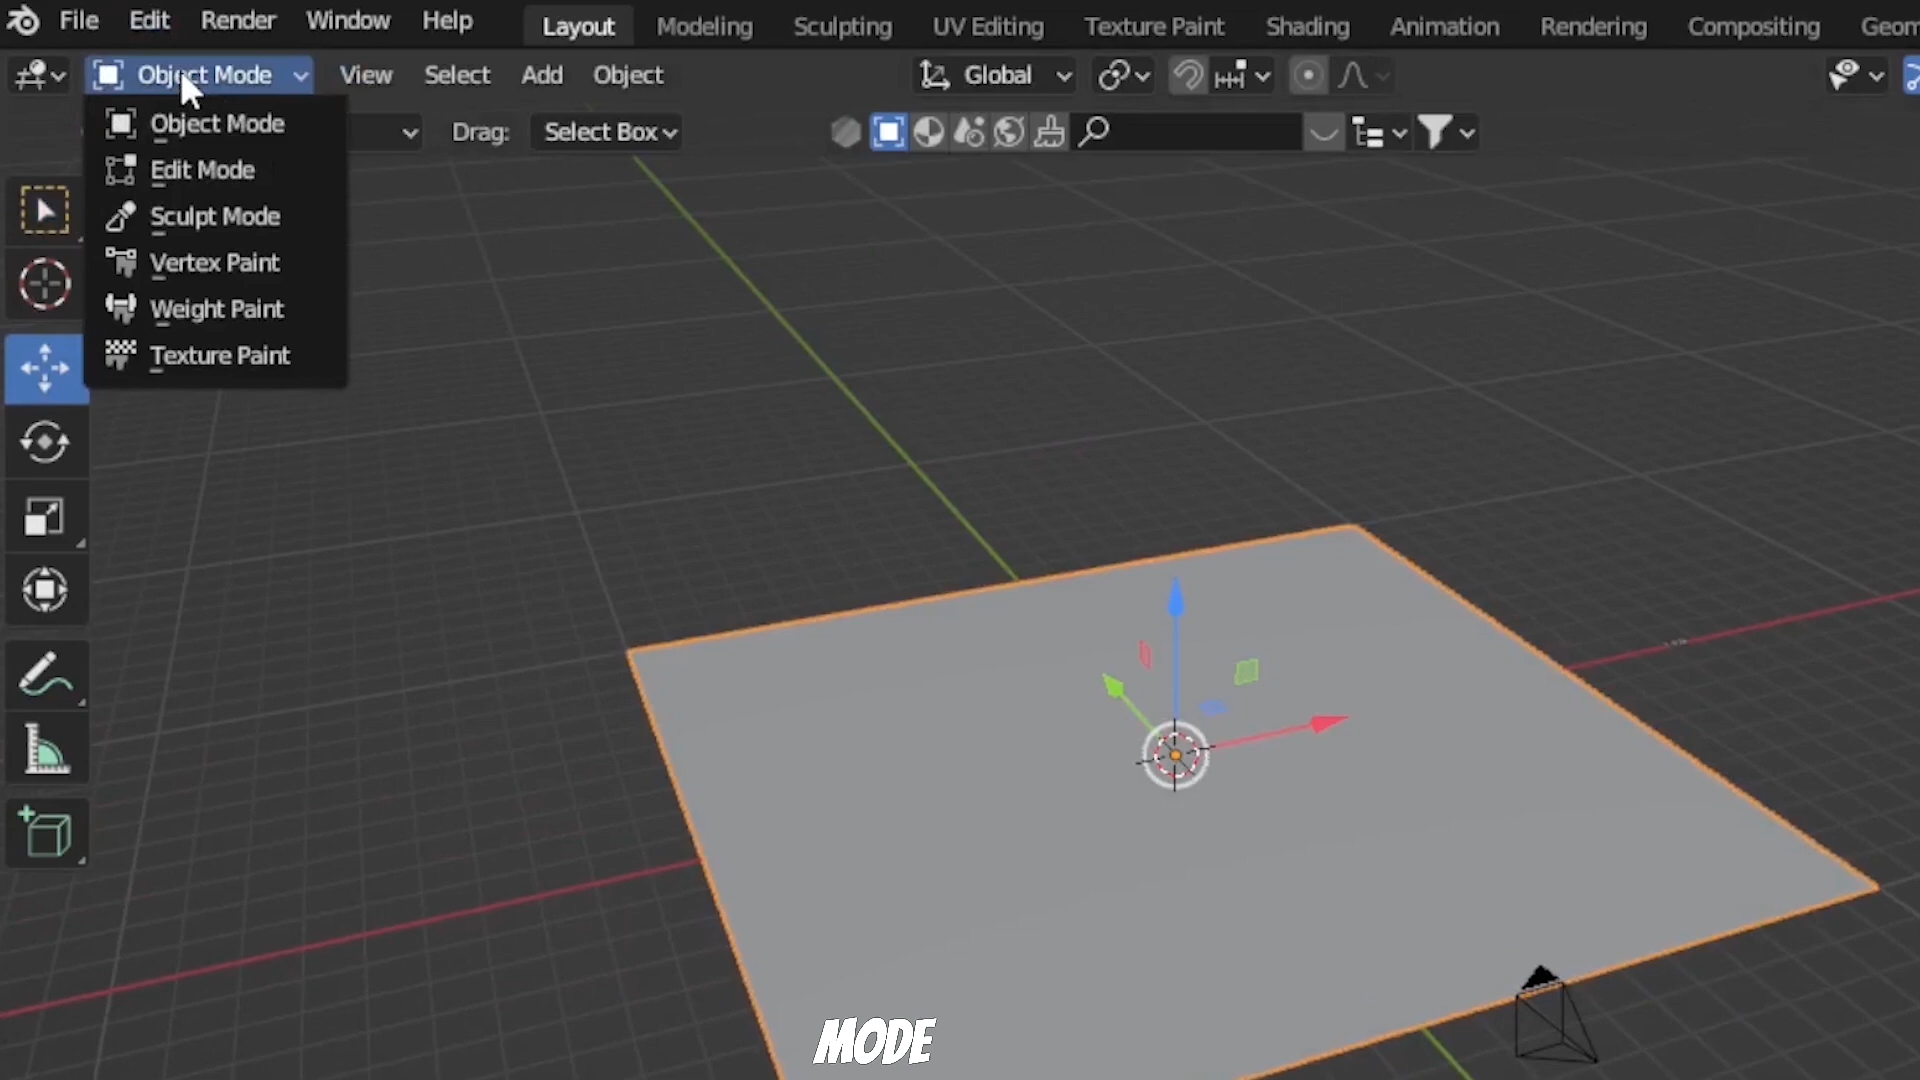 File Edit Render Window Help Layout Modeling Sculpting UV Editing Texture Paint Shading Animation Rendering Compositing Geom
Object Mode View Select Add Object Global
Object Mode
Drag: Select Box
Edit Mode
Sculpt Mode
Vertex Paint
Weight Paint
Texture Paint
MODE